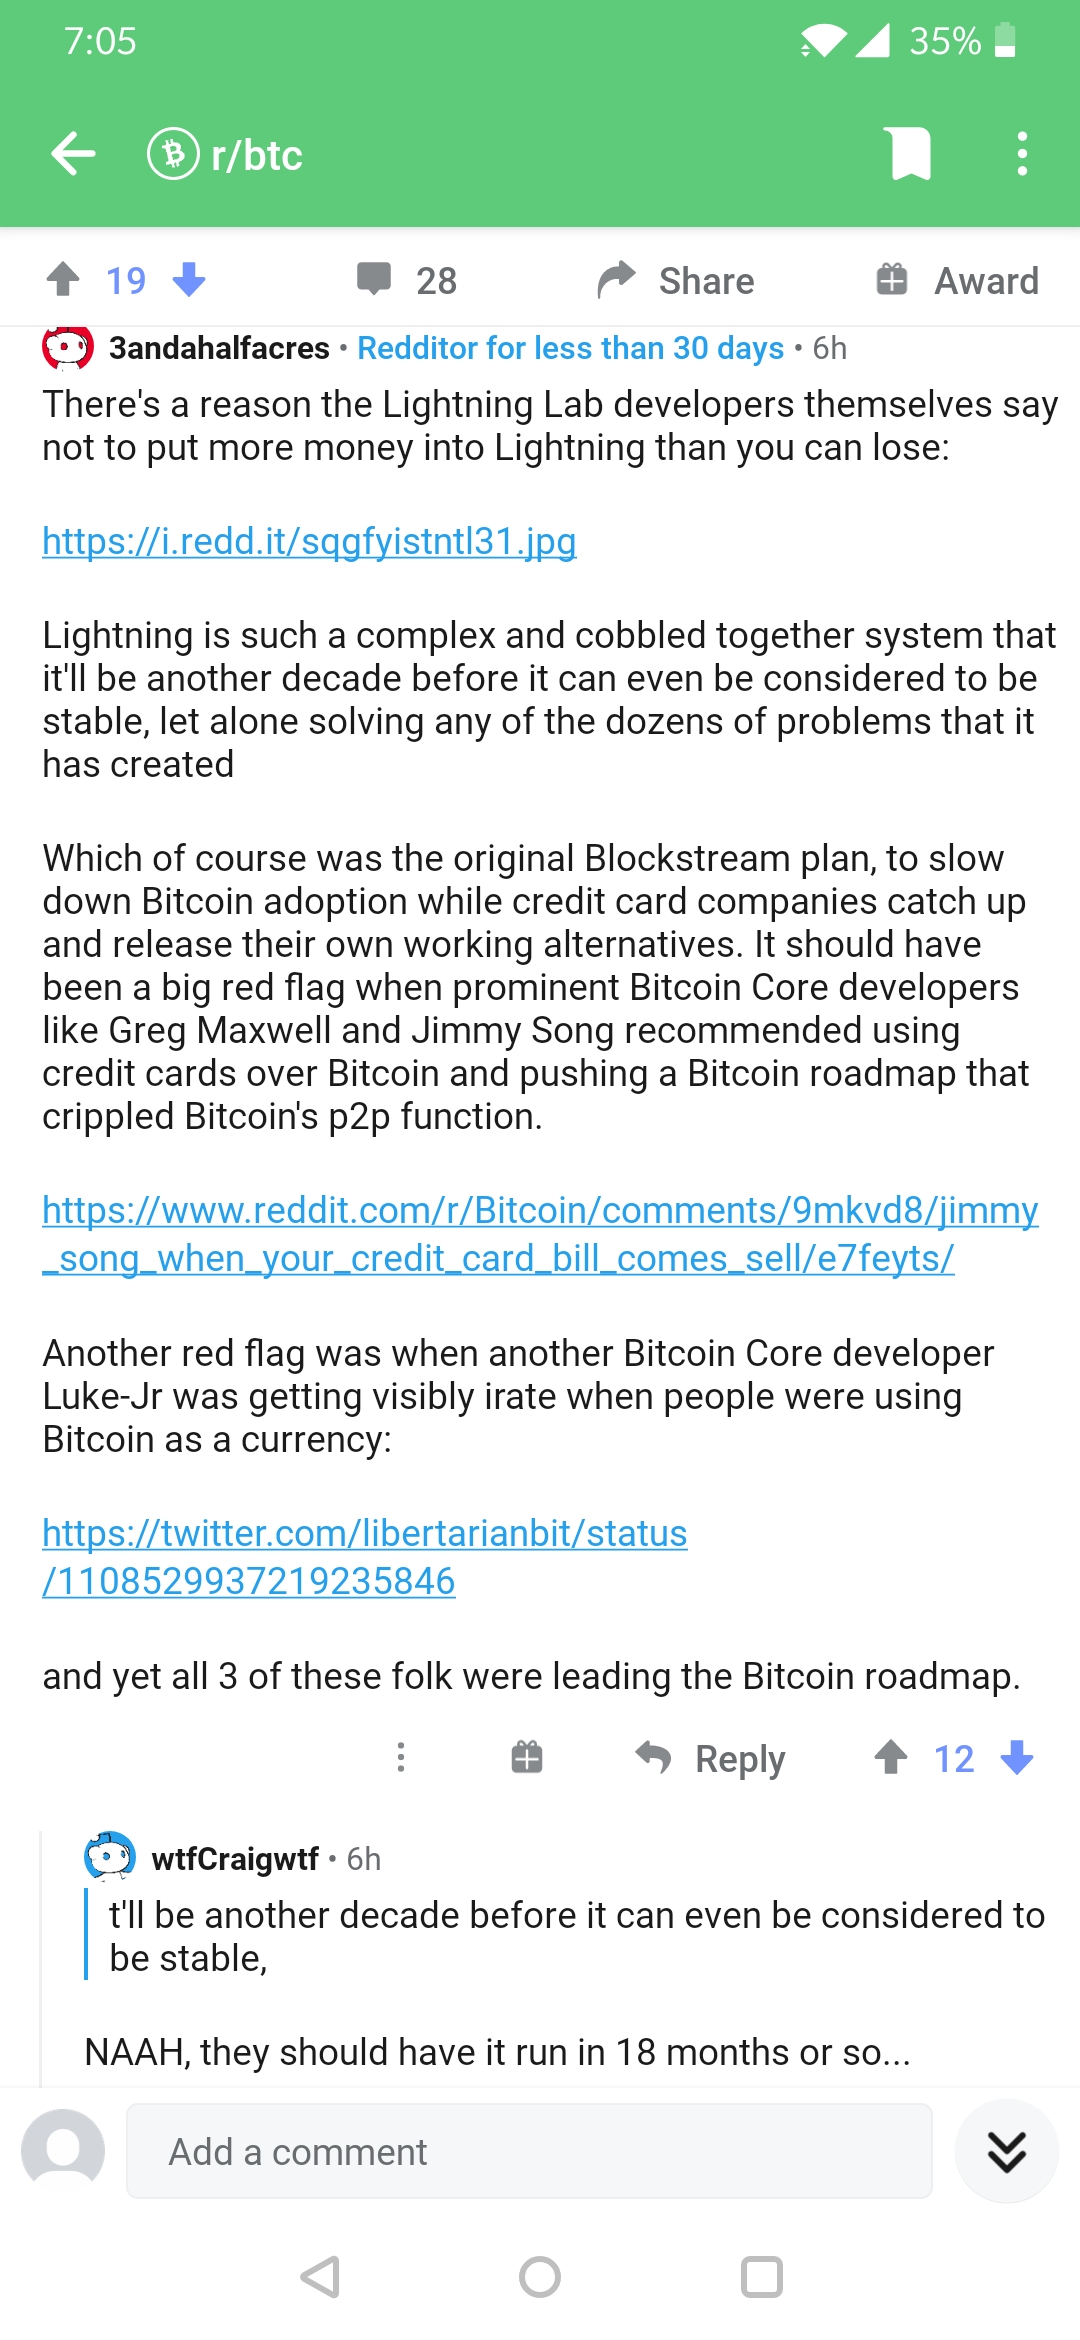 7:05
35%
r/btc
19
28
Share
Award
3andahalfacres • Redditor for less than 30 days • 6h
There's a reason the Lightning Lab developers themselves say
not to put more money into Lightning than you can lose:
https://i.redd.it/sqgfyistntl31.jpg
Lightning is such a complex and cobbled together system that
it'll be another decade before it can even be considered to be
stable, let alone solving any of the dozens of problems that it
has created
Which of course was the original Blockstream plan, to slow
down Bitcoin adoption while credit card companies catch up
and release their own working alternatives. It should have
been a big red flag when prominent Bitcoin Core developers
like Greg Maxwell and Jimmy Song recommended using
credit cards over Bitcoin and pushing a Bitcoin roadmap that
crippled Bitcoin's p2p function.
https://www.reddit.com/r/Bitcoin/comments/9mkvd8/jimmy
_song_when_your_credit_card_bill_comes_sell/e7feyts/
Another red flag was when another Bitcoin Core developer
Luke-Jr was getting visibly irate when people were using
Bitcoin as a currency:
https://twitter.com/libertarianbit/status
/1108529937219235846
and yet all 3 of these folk were leading the Bitcoin roadmap.
Reply
12
wtfCraigwtf • 6h
t'll be another decade before it can even be considered to
be stable,
NAAH, they should have it run in 18 months or so...
Add a comment